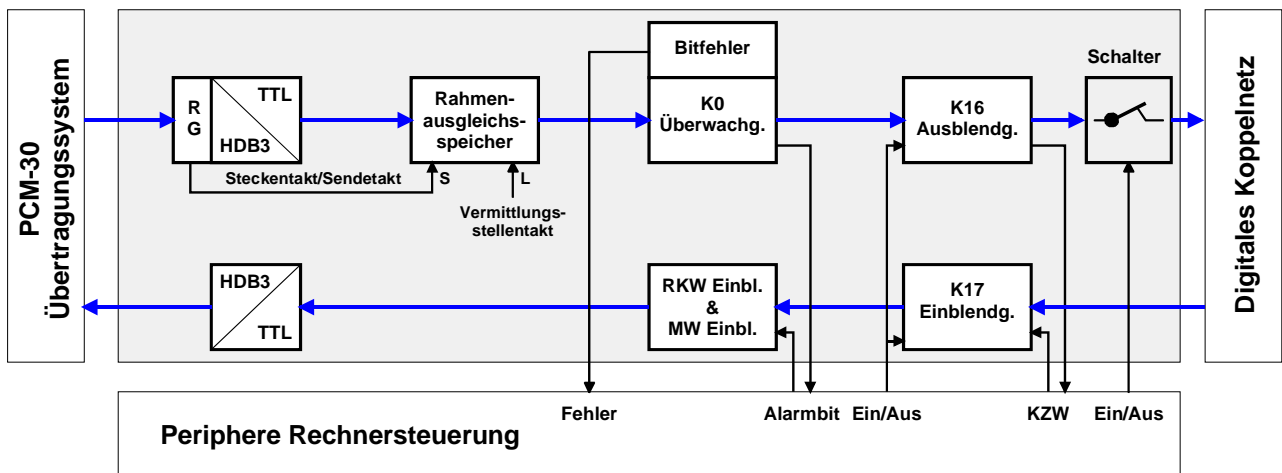 PCM-30
Übertragungssystem
R
G
TTL
HDB3
Steckentakt/Sendetakt
Rahmen-
ausgleichs-
speicher
S
L
Vermittlungs-
stellentakt
Bitfehler
K0
Überwachg.
K16
Ausblendg.
Schalter
Digitales Koppelnetz
HDB3
TTL
RKW Einbl.
&
MW Einbl.
K17
Einblendg.
Fehler
Alarmbit
Ein/Aus
KZW
Ein/Aus
Periphere Rechnersteuerung